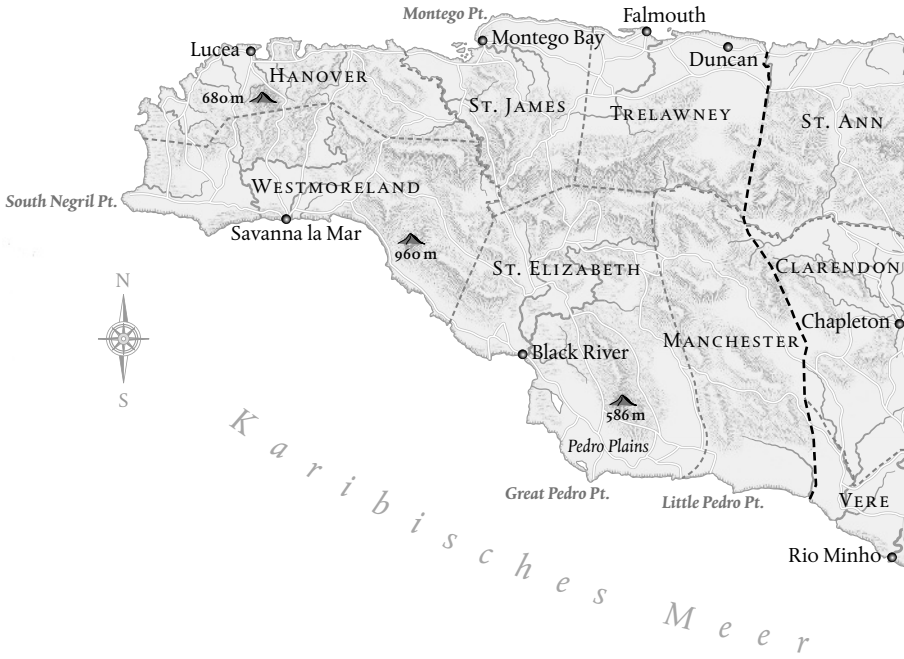 Montego Pt.
Falmouth
Lucea
Montego Bay
Duncan
HANOVER
680 m
ST. JAMES
TRELAWNEY
ST. ANN
South Negril Pt.
WESTMORELAND
Savanna la Mar
960 m
ST. ELIZABETH
CLARENDON
N
S
Chapleton
MANCHESTER
Black River
586 m
Pedro Plains
Great Pedro Pt.
Little Pedro Pt.
VERE
Rio Minho
Karibisches Meer